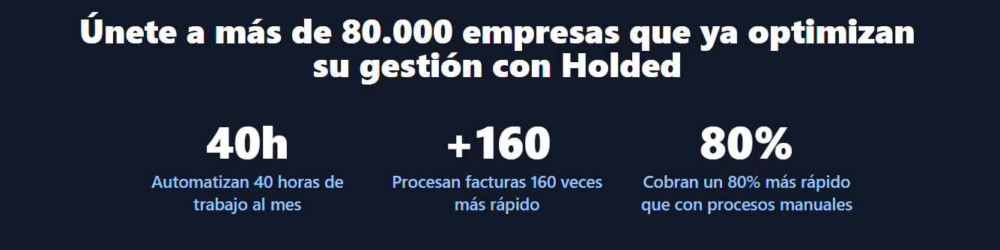 Únete a más de 80.000 empresas que ya optimizan
su gestión con Holded
40h
Automatizan 40 horas de
trabajo al mes
+160
Procesan facturas 160 veces
más rápido
80%
Cobran un 80% más rápido
que con procesos manuales